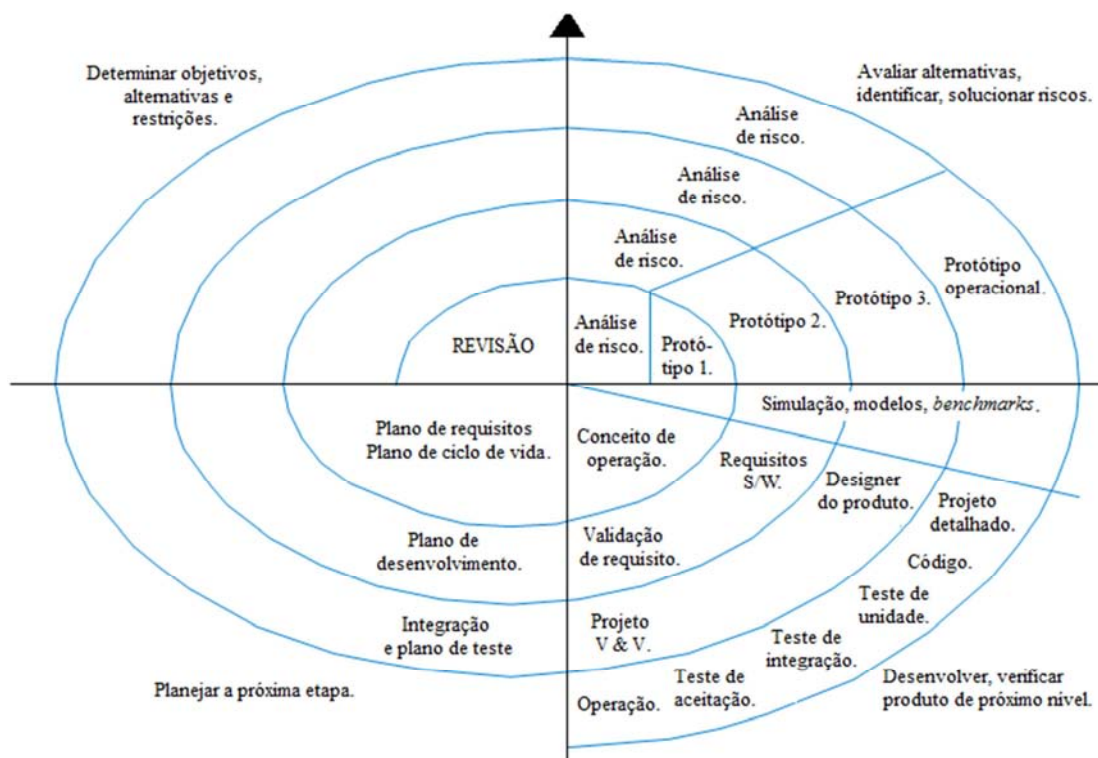 Determinar objetivos,
alternativas e
restrições.
Avaliar alternativas,
identificar, solucionar riscos.
Análise
de risco.
Análise
de risco.
Análise
de risco.
Protótipo
operacional.
Protótipo 3.
Protótipo 2.
REVISÃO
Análise
de risco.
Protó-
tipo 1.
Simulação, modelos, benchmarks.
Plano de requisitos
Plano de ciclo de vida.
Conceito de
operação.
Requisitos
S/W.
Designer
do produto.
Projeto
detalhado.
Plano de
desenvolvimento.
Validação
de requisito.
Código.
Teste de
unidade.
Integração
e plano de teste
Projeto
V & V.
Teste de
integração.
Planejar a próxima etapa.
Operação.
Teste de
aceitação.
Desenvolver, verificar
produto de próximo nível.